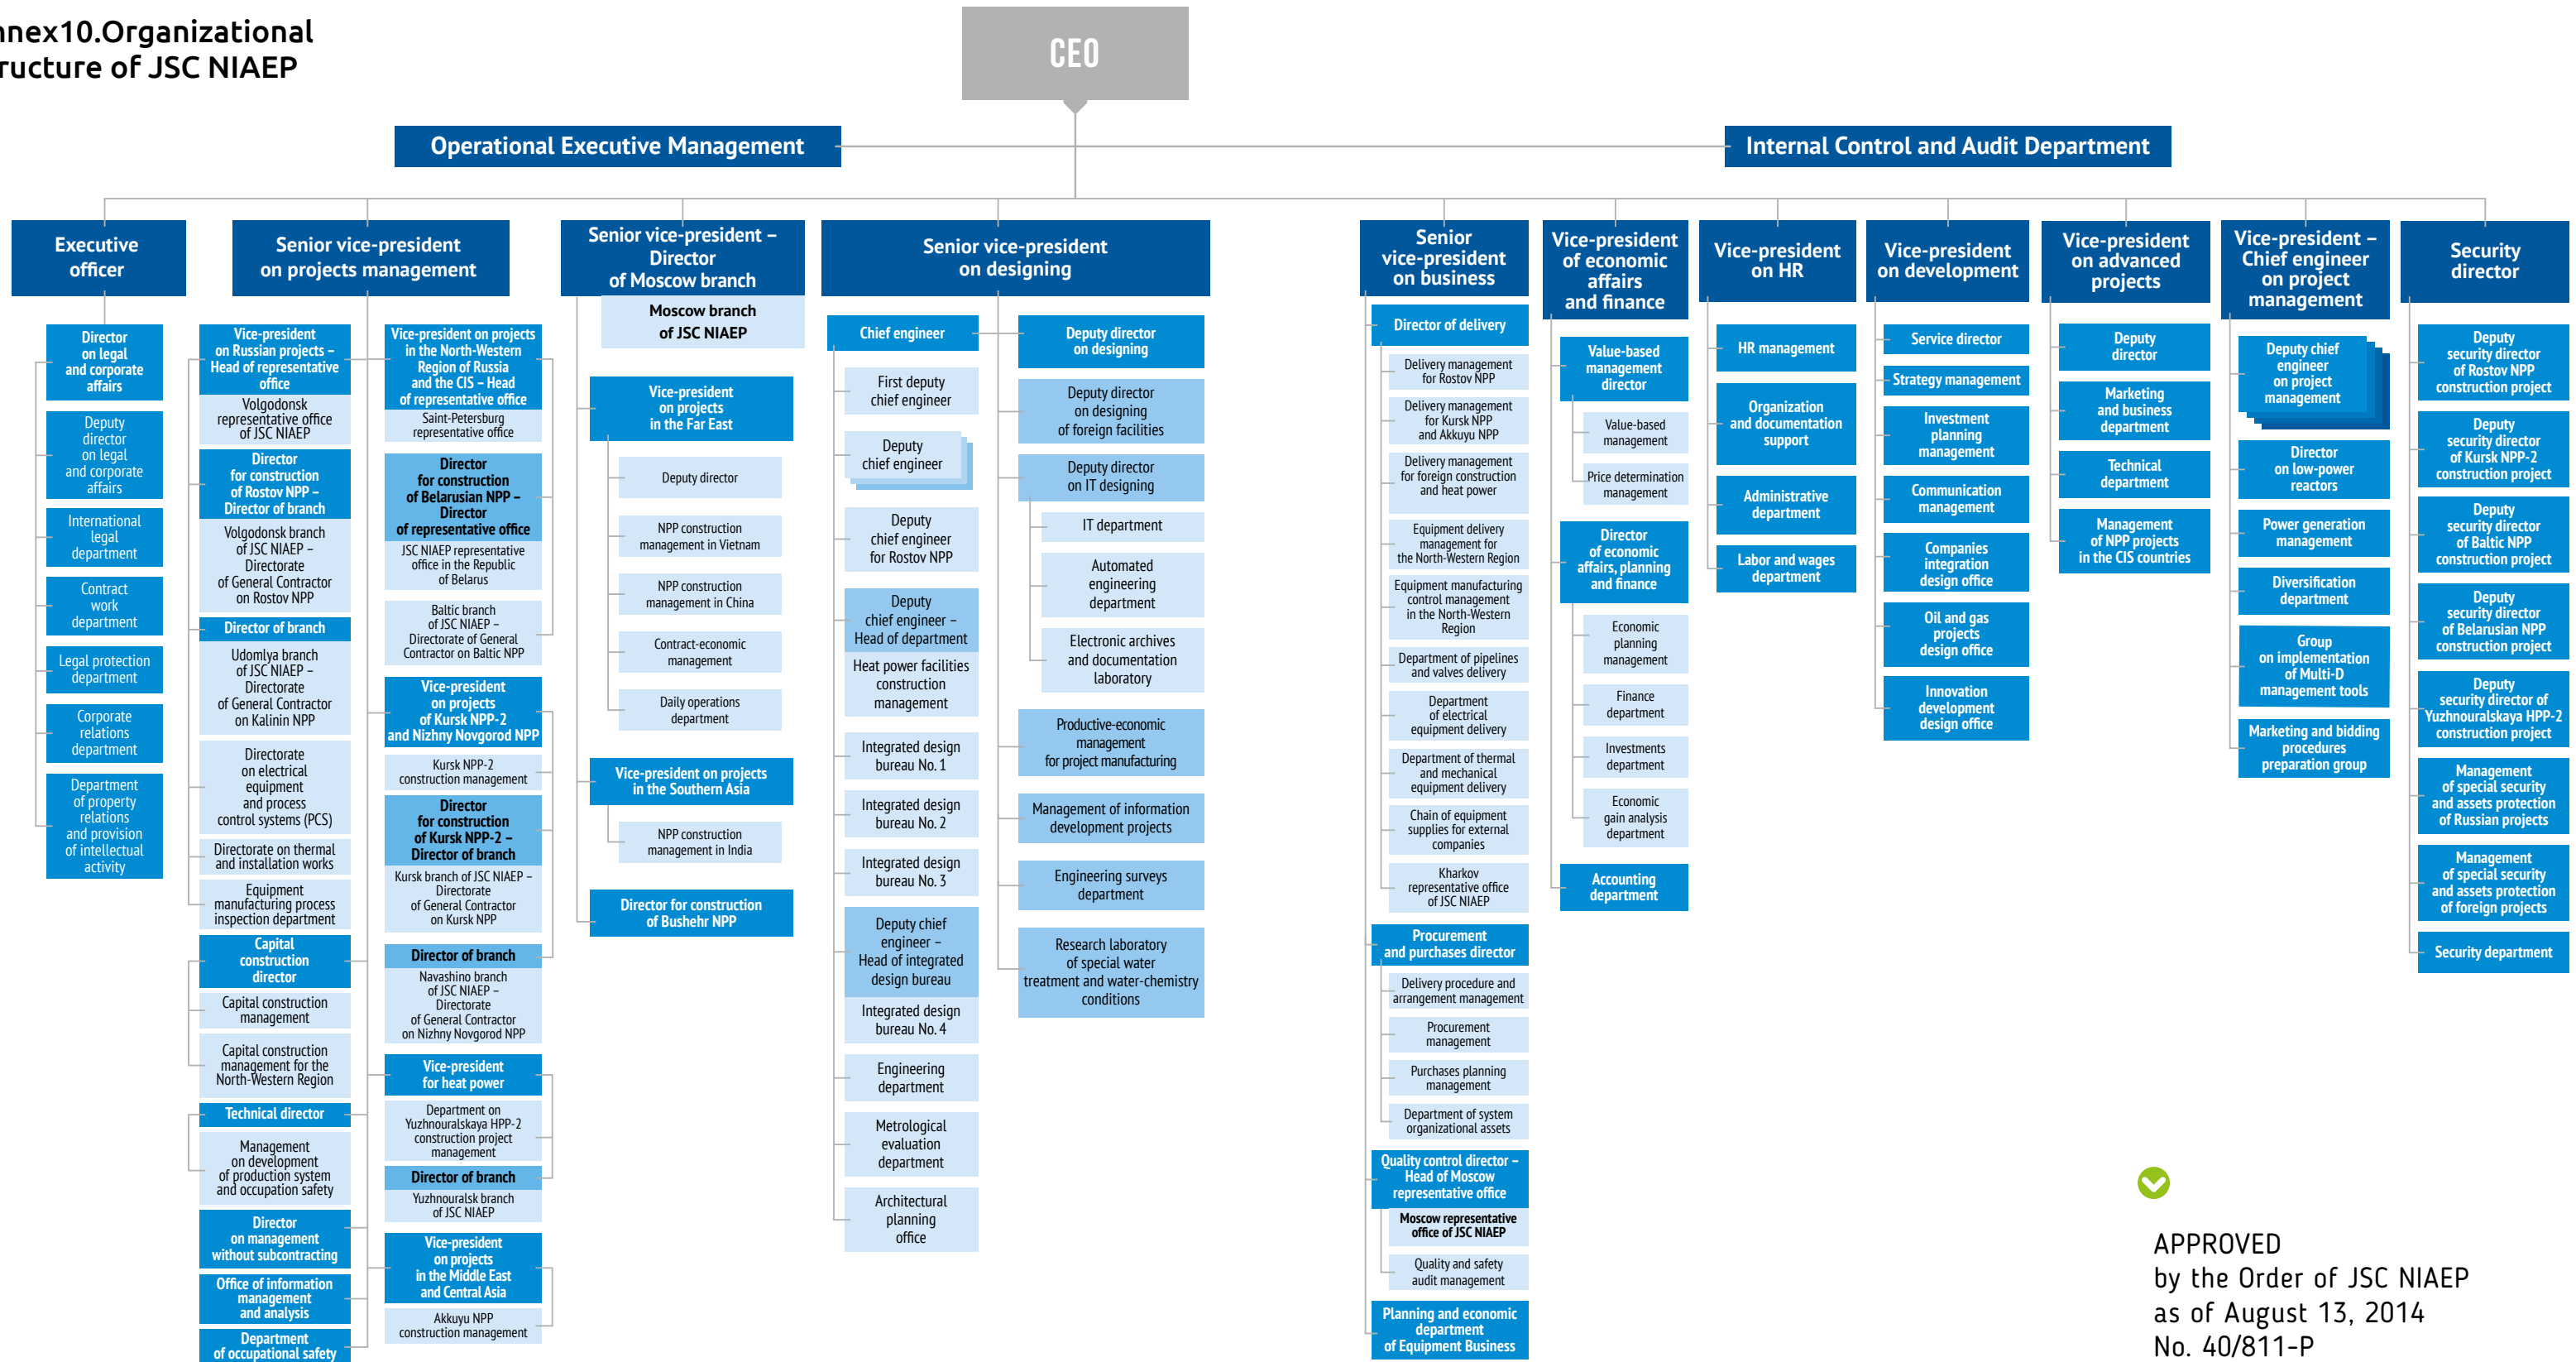 nnex10.Organizational
ructure of JSC NIAEP
CEO
Operational Executive Management
Internal Control and Audit Department
Executive
officer
Director
on legal
and corporate
affairs
Deputy
director
on legal
and corporate
affairs
International
legal
department
Contract
work
department
Legal protection
department
Corporate
relations
department
Department
of property
relations
and provision
of intellectual
activity
Senior vice-president
on projects management
Vice-president
on Russian projects –
Head of representative
office
Volgodonsk
representative office
of JSC NIAEP
Director
for construction
of Rostov NPP –
Director of branch
Volgodonsk branch
of JSC NIAEP –
Directorate
of General Contractor
on Rostov NPP
Director of branch
Udomlya branch
of JSC NIAEP –
Directorate
of General Contractor
on Kalinin NPP
Directorate
on electrical
equipment
and process
control systems (PCS)
Directorate on thermal
and installation works
Equipment
manufacturing process
inspection department
Capital
construction
director
Capital construction
management
Capital construction
management for the
North-Western Region
Technical director
Management
on development
of production system
and occupation safety
Director
on management
without subcontracting
Office of information
management
and analysis
Department
of occupational safety
Vice-president on projects
in the North-Western
Region of Russia
and the CIS – Head
of representative office
Saint-Petersburg
representative office
Director
for construction
of Belarusian NPP –
Director
of representative office
JSC NIAEP representative
office in the Republic
of Belarus
Baltic branch
of JSC NIAEP –
Directorate of General
Contractor on Baltic NPP
Vice-president
on projects
of Kursk NPP-2
and Nizhny Novgorod NPP
Kursk NPP-2
construction management
Director
for construction
of Kursk NPP-2 –
Director of branch
Kursk branch of JSC NIAEP –
Directorate
of General Contractor
on Kursk NPP
Director of branch
Navashino branch
of JSC NIAEP –
Directorate
of General Contractor
on Nizhny Novgorod NPP
Vice-president
for heat power
Department on
Yuzhnouralskaya HPP-2
construction project
management
Director of branch
Yuzhnouralsk branch
of JSC NIAEP
Vice-president
on projects
in the Middle East
and Central Asia
Akkuyu NPP
construction management
Senior vice-president –
Director
of Moscow branch
Moscow branch
of JSC NIAEP
Vice-president
on projects
in the Far East
Deputy director
NPP construction
management in Vietnam
NPP construction
management in China
Contract-economic
management
Daily operations
department
Vice-president on projects
in the Southern Asia
NPP construction
management in India
Director for construction
of Bushehr NPP
Senior vice-president
on designing
Chief engineer
First deputy
chief engineer
Deputy
chief engineer
Deputy
chief engineer
for Rostov NPP
Deputy
chief engineer –
Head of department
Heat power facilities
construction
management
Integrated design
bureau No. 1
Integrated design
bureau No. 2
Integrated design
bureau No. 3
Deputy chief
engineer –
Head of integrated
design bureau
Integrated design
bureau No. 4
Engineering
department
Metrological
evaluation
department
Architectural
planning
office
Deputy director
on designing
Deputy director
on designing
of foreign facilities
Deputy director
on IT designing
IT department
Automated
engineering
department
Electronic archives
and documentation
laboratory
Productive-economic
management
for project manufacturing
Management of information
development projects
Engineering surveys
department
Research laboratory
of special water
treatment and water-chemistry
conditions
Senior
vice-president
on business
Director of delivery
Delivery management
for Rostov NPP
Delivery management
for Kursk NPP
and Akkuyu NPP
Delivery management
for foreign construction
and heat power
Equipment delivery
management for
the North-Western Region
Equipment manufacturing
control management
in the North-Western
Region
Department of pipelines
and valves delivery
Department
of electrical
equipment delivery
Department of thermal
and mechanical
equipment delivery
Chain of equipment
supplies for external
companies
Kharkov
representative office
of JSC NIAEP
Procurement
and purchases director
Delivery procedure and
arrangement management
Procurement
management
Purchases planning
management
Department of system
organizational assets
Quality control director –
Head of Moscow
representative office
Moscow representative
office of JSC NIAEP
Quality and safety
audit management
Planning and economic
department
of Equipment Business
Vice-president
of economic
affairs
and finance
Value-based
management
director
Value-based
management
Price determination
management
Director
of economic
affairs, planning
and finance
Economic
planning
management
Finance
department
Investments
department
Economic
gain analysis
department
Accounting
department
Vice-president
on HR
HR management
Organization
and documentation
support
Administrative
department
Labor and wages
department
Vice-president
on development
Service director
Strategy management
Investment
planning
management
Communication
management
Companies
integration
design office
Oil and gas
projects
design office
Innovation
development
design office
Vice-president
on advanced
projects
Deputy
director
Marketing
and business
department
Technical
department
Management
of NPP projects
in the CIS countries
Vice-president –
Chief engineer
on project
management
Deputy chief
engineer
on project
management
Director
on low-power
reactors
Power generation
management
Diversification
department
Group
on implementation
of Multi-D
management tools
Marketing and bidding
procedures
preparation group
Security
director
Deputy
security director
of Rostov NPP
construction project
Deputy
security director
of Kursk NPP-2
construction project
Deputy
security director
of Baltic NPP
construction project
Deputy
security director
of Belarusian NPP
construction project
Deputy
security director of
Yuzhnouralskaya HPP-2
construction project
Management
of special security
and assets protection
of Russian projects
Management
of special security
and assets protection
of foreign projects
Security department
APPROVED
by the Order of JSC NIAEP
as of August 13, 2014
No. 40/811-P